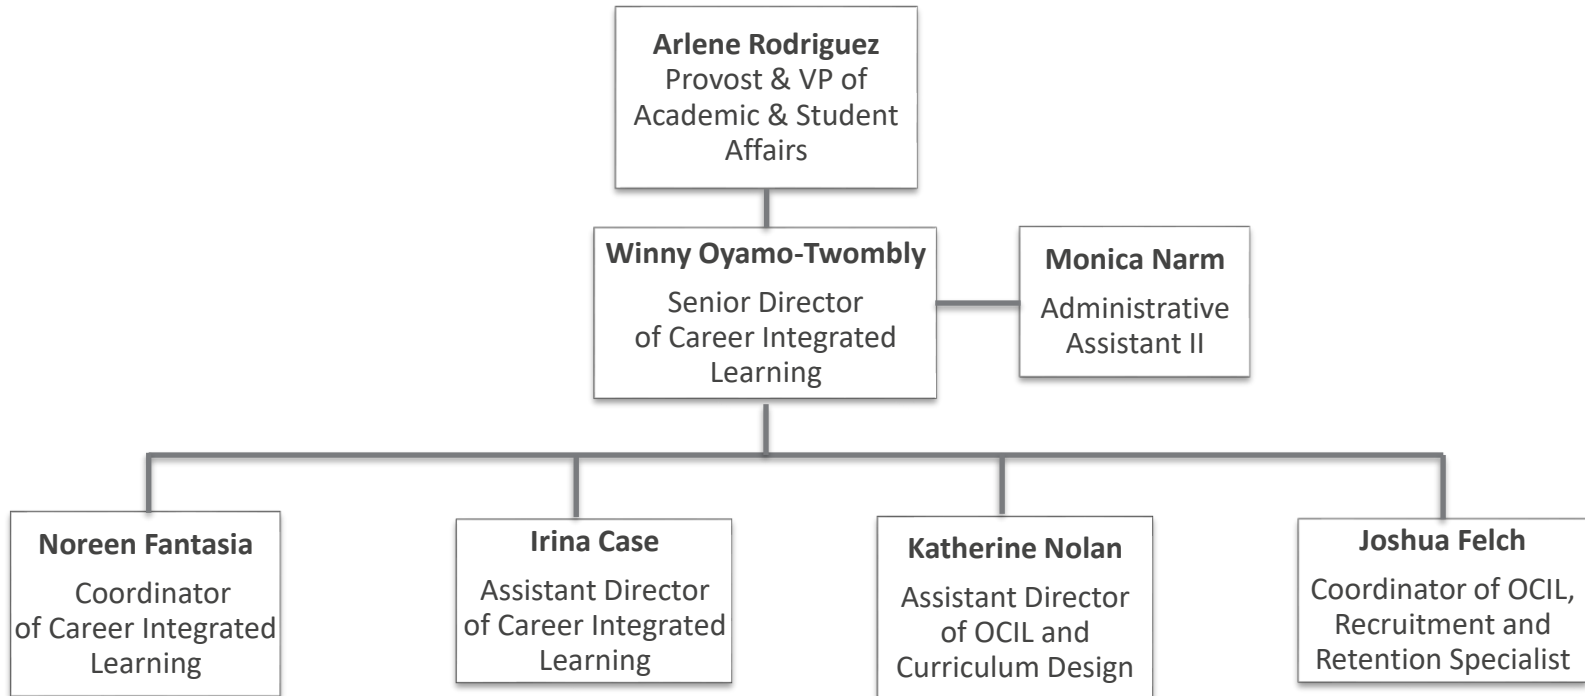 Arlene Rodriguez
Provost & VP of
Academic & Student
Affairs
Winny Oyamo-Twombly
Senior Director
of Career Integrated
Learning
Monica Narm
Administrative
Assistant II
Noreen Fantasia
Coordinator
of Career Integrated
Learning
Irina Case
Assistant Director
of Career Integrated
Learning
Katherine Nolan
Assistant Director
of OCIL and
Curriculum Design
Joshua Felch
Coordinator of OCIL,
Recruitment and
Retention Specialist